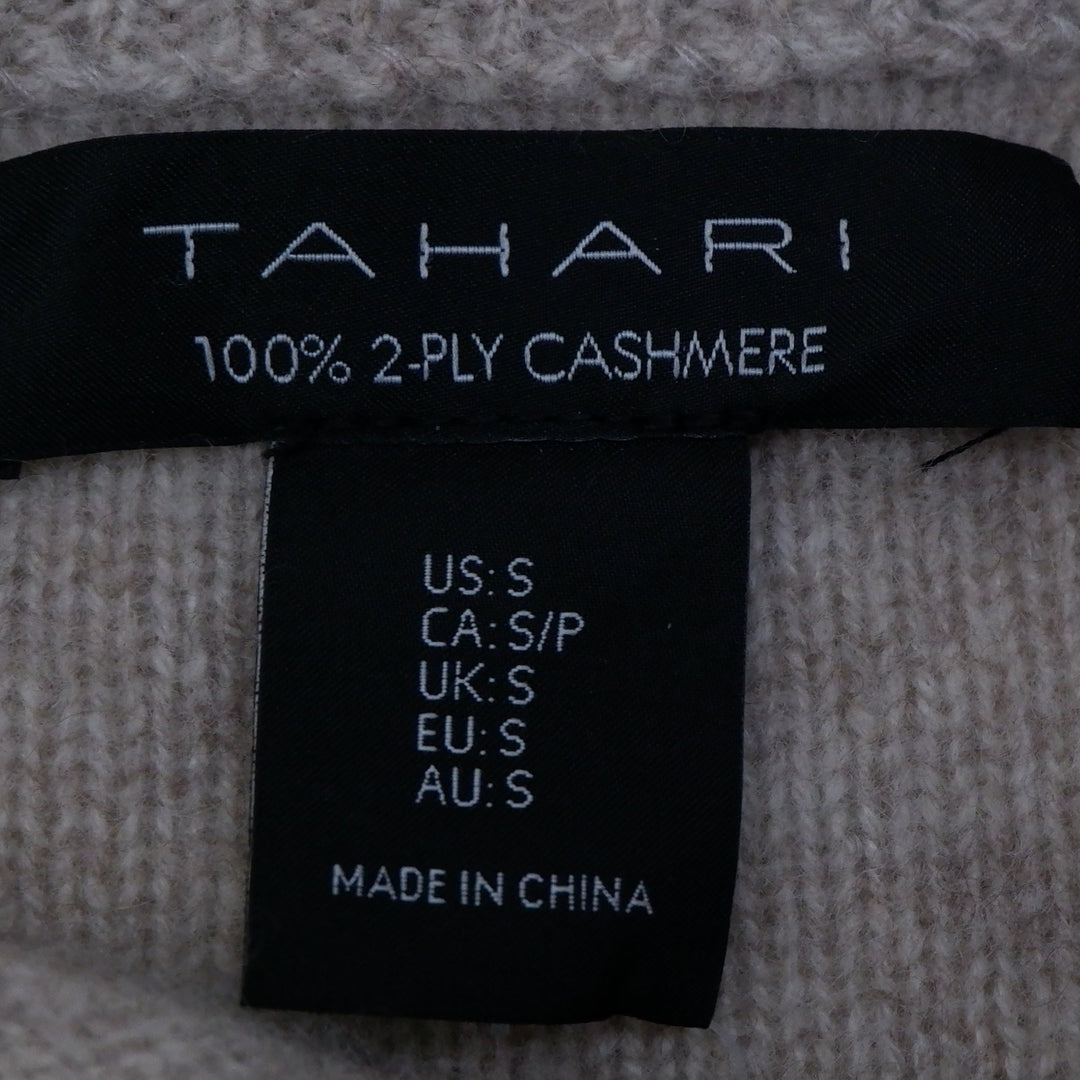 TAHARI
100% 2-PLY CASHMERE
US: S
CA: S/P
UK: S
EU: S
AU: S
MADE IN CHINA